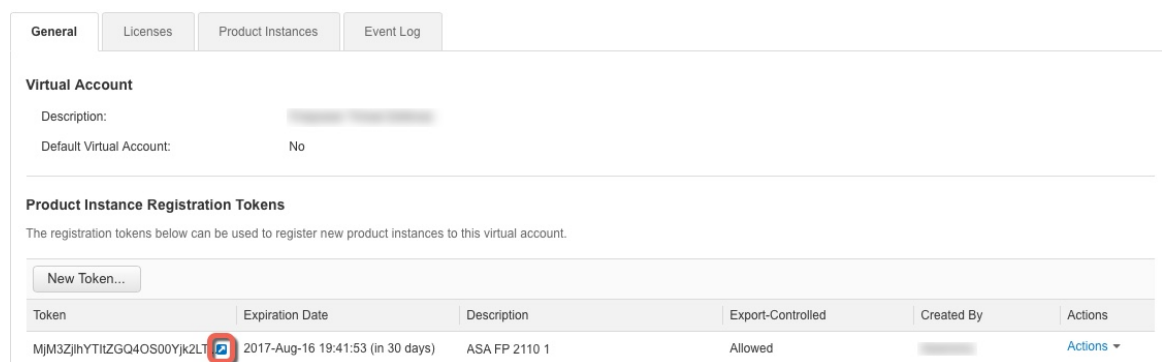 General Licenses Product Instances Event Log
Virtual Account
Description:
Default Virtual Account: No
Product Instance Registration Tokens
The registration tokens below can be used to register new product instances to this virtual account.
New Token...
Token Expiration Date Description Export-Controlled Created By Actions
MjM3ZjlhYTItZGQ4OS00Yjk2LT 2017-Aug-16 19:41:53 (in 30 days) ASA FP 2110 1 Allowed Actions